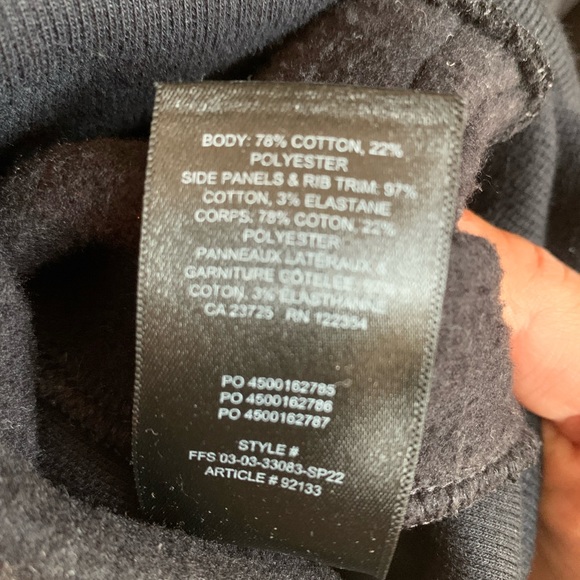 BODY: 78% COTTON, 22%
POLYESTER
SIDE PANELS & RIB TRIM: 97%
COTTON, 3% ELASTANE
CORPS: 78% COTON, 22%
POLYESTER
PANNEAUX LATÉRAUX &
GARNITURE CÔTELÉE
COTON, 3% ÉLASTHANNE
CA 23725 RN 122334
PO 4500162785
PO 4500162786
PO 4500162787
STYLE #
FFS 03-03-33083-SP22
ARTICLE # 92133